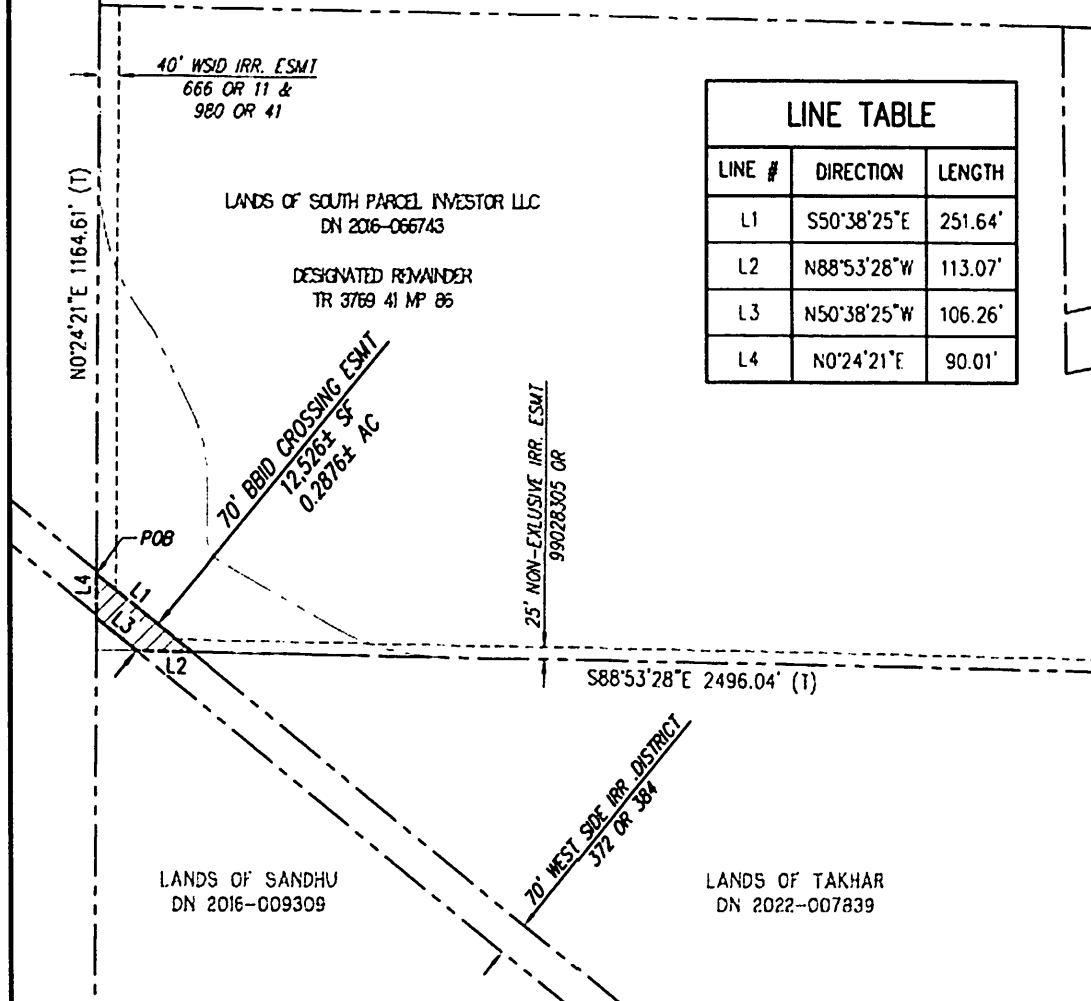 40' WSID IRR. ESMT
666 OR 11 &
980 OR 41
N0°24'21"E 1164.61' (T)
LANDS OF SOUTH PARCEL INVESTOR LLC
DN 2016-066743
DESIGNATED REMAINDER
TR 3769 41 MP 86
LINE TABLE
LINE # DIRECTION LENGTH
L1 S50°38'25"E 251.64'
L2 N88°53'28"W 113.07'
L3 N50°38'25"W 106.26'
L4 N0°24'21"E 90.01'
70' BBID CROSSING ESMT
12,526± SF
0.2876± AC
25' NON-EXLUSIVE IRR. ESMT
99028305 OR
POB
L4
L1
L3
L2
S88°53'28"E 2496.04' (T)
70' WEST SIDE IRR. DISTRICT
372 OR 384
LANDS OF SANDHU
DN 2016-009309
LANDS OF TAKHAR
DN 2022-007839